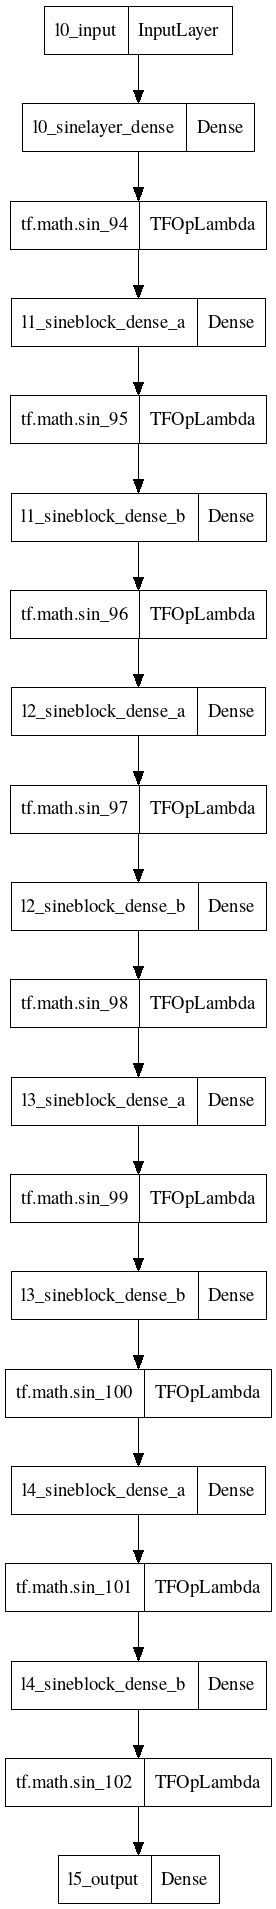 l0_input InputLayer
l0_sinelayer_dense Dense
tf.math.sin_94 TFOpLambda
l1_sineblock_dense_a Dense
tf.math.sin_95 TFOpLambda
l1_sineblock_dense_b Dense
tf.math.sin_96 TFOpLambda
l2_sineblock_dense_a Dense
tf.math.sin_97 TFOpLambda
l2_sineblock_dense_b Dense
tf.math.sin_98 TFOpLambda
l3_sineblock_dense_a Dense
tf.math.sin_99 TFOpLambda
l3_sineblock_dense_b Dense
tf.math.sin_100 TFOpLambda
l4_sineblock_dense_a Dense
tf.math.sin_101 TFOpLambda
l4_sineblock_dense_b Dense
tf.math.sin_102 TFOpLambda
l5_output Dense